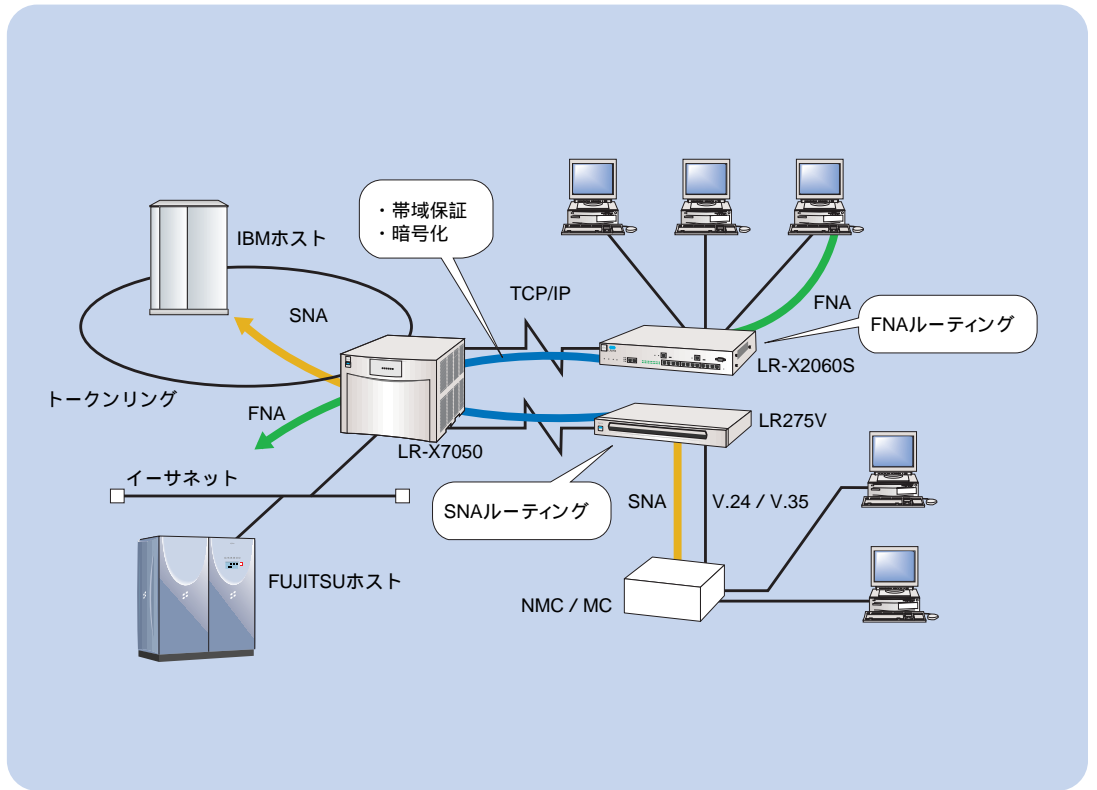 ・帯域保証
・暗号化
IBMホスト
TCP/IP
SNA
FNA
FNAルーティング
LR-X2060S
トークンリング
FNA
LR275V
LR-X7050
イーサネット
SNAルーティング
SNA
V.24 / V.35
FUJITSUホスト
NMC / MC